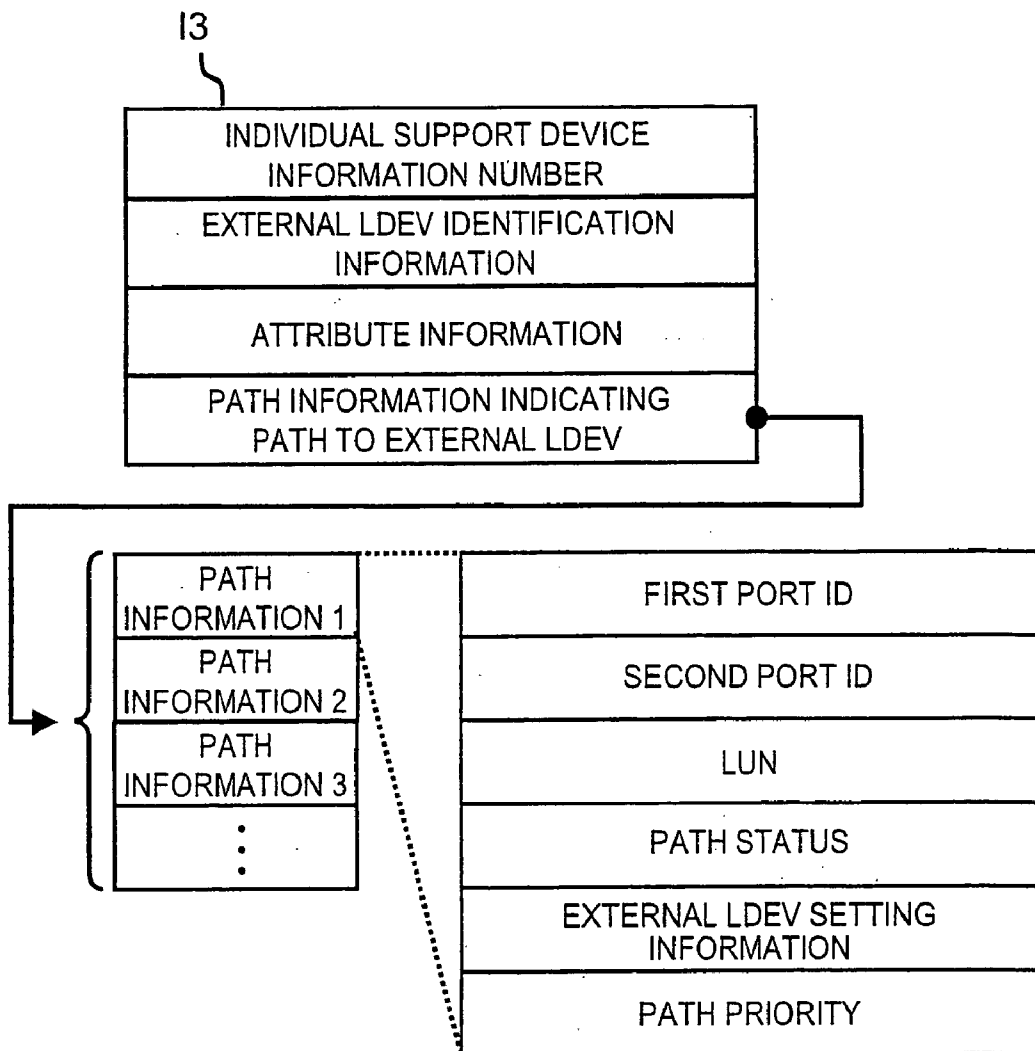 I3
INDIVIDUAL SUPPORT DEVICE
INFORMATION NUMBER
EXTERNAL LDEV IDENTIFICATION
INFORMATION
ATTRIBUTE INFORMATION
PATH INFORMATION INDICATING
PATH TO EXTERNAL LDEV
PATH
INFORMATION 1
PATH
INFORMATION 2
PATH
INFORMATION 3
FIRST PORT ID
SECOND PORT ID
LUN
PATH STATUS
EXTERNAL LDEV SETTING
INFORMATION
PATH PRIORITY